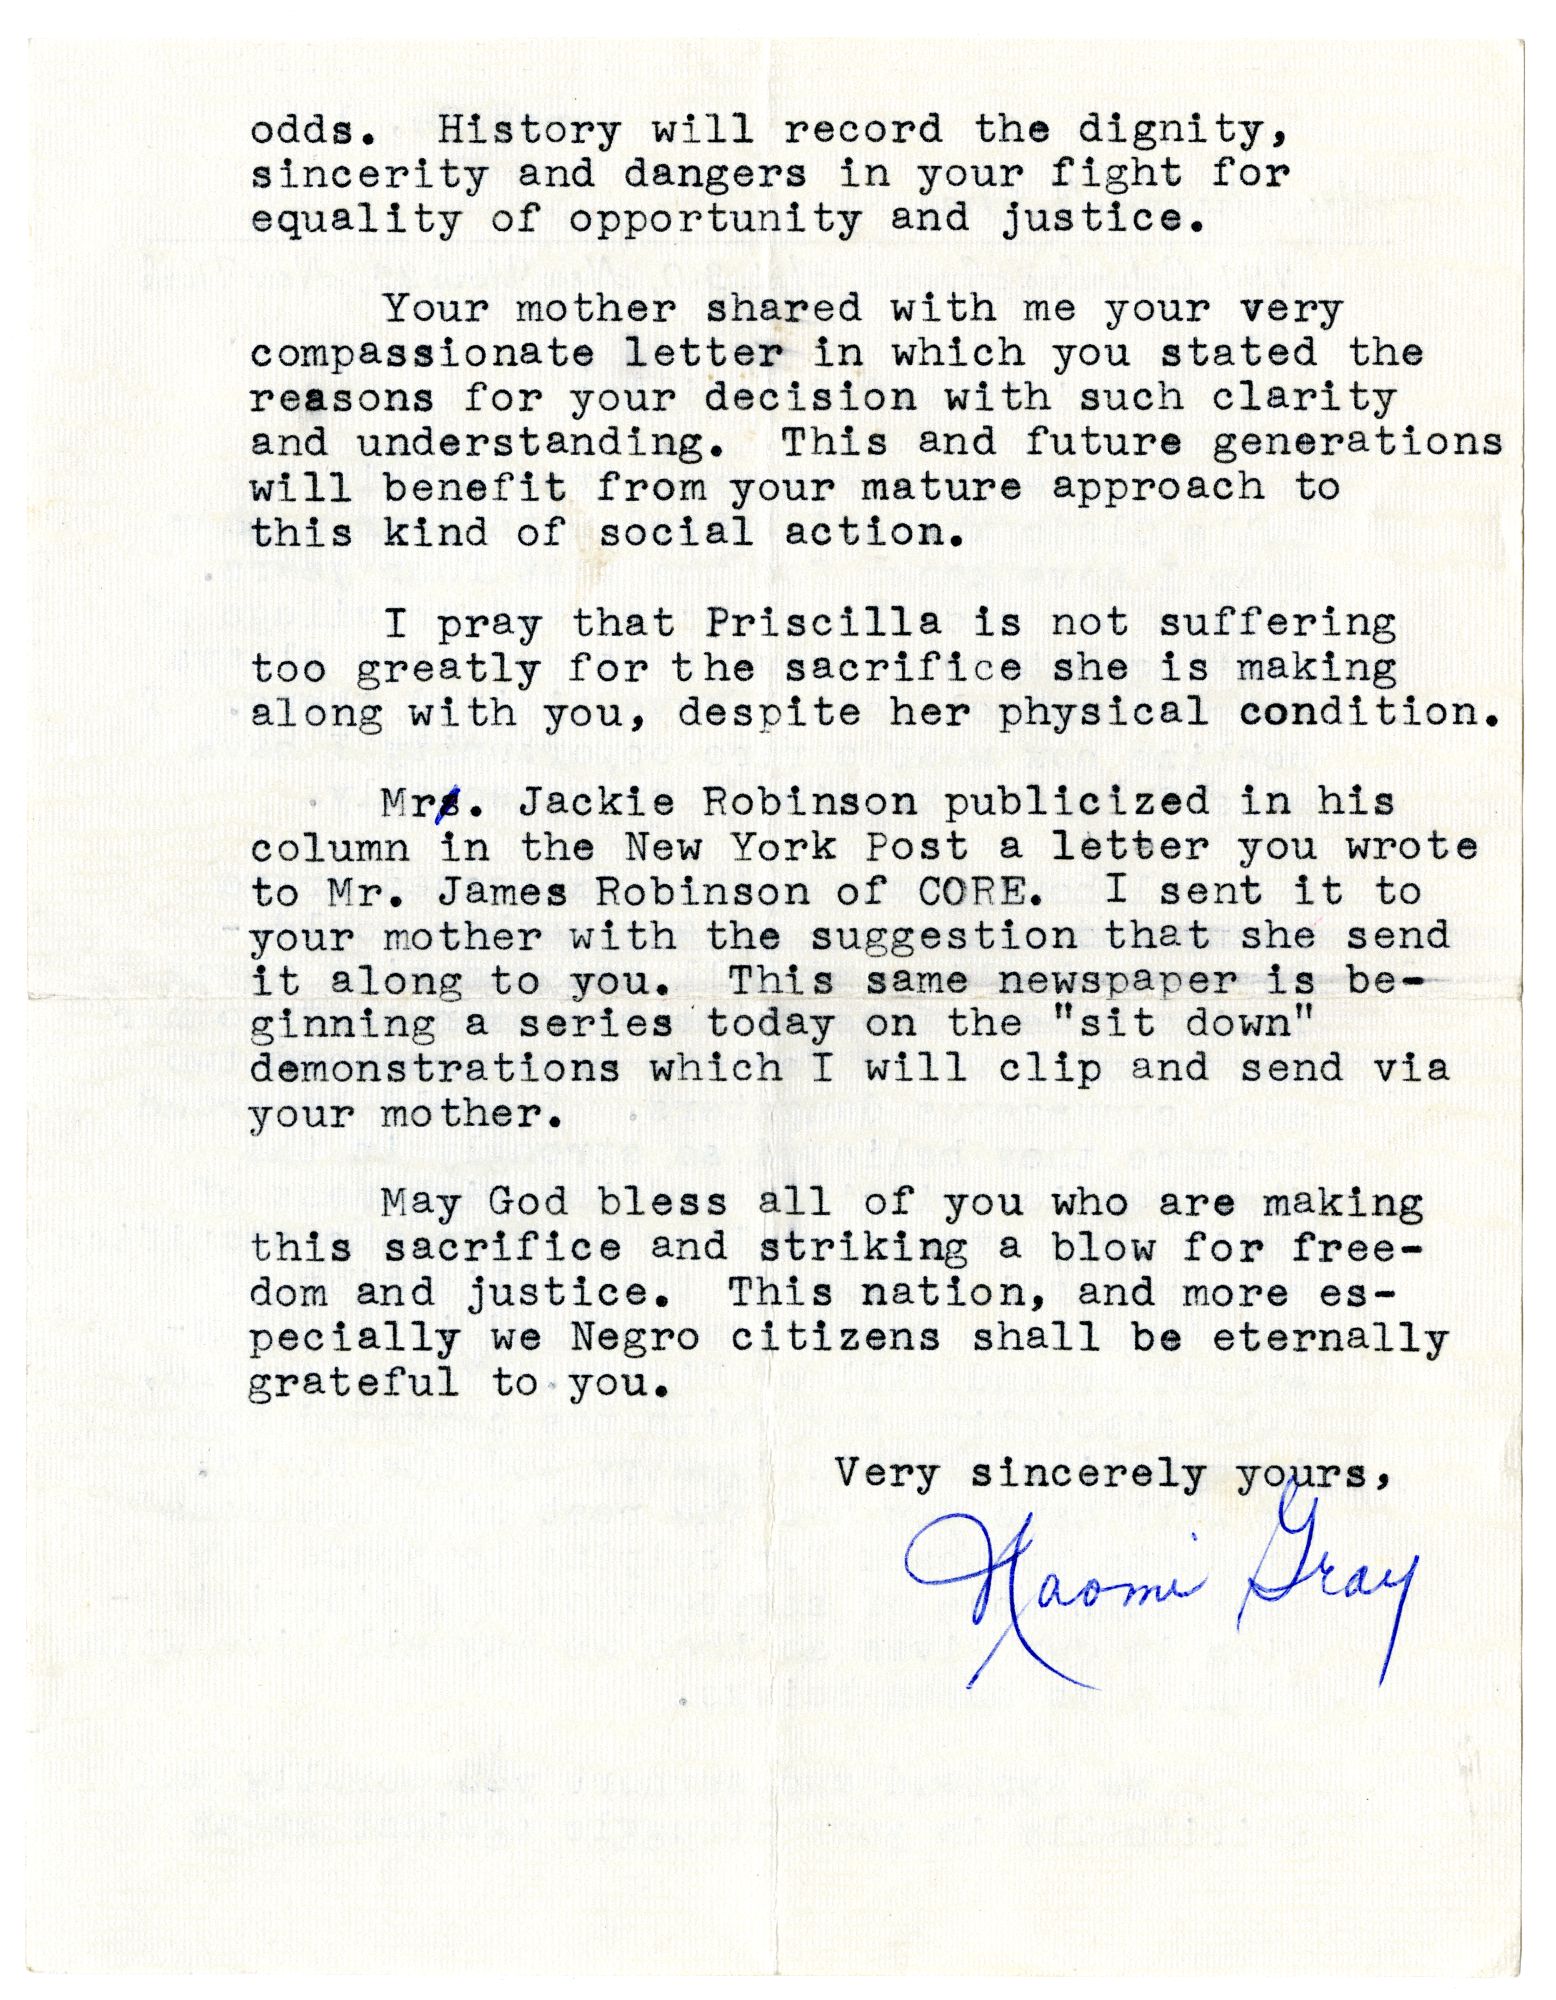 odds. History will record the dignity,
sincerity and dangers in your fight for
equality of opportunity and justice.
Your mother shared with me your very
compassionate letter in which you stated the
reasons for your decision with such clarity
and understanding. This and future generations
will benefit from your mature approach to
this kind of social action.
I pray that Priscilla is not suffering
too greatly for the sacrifice she is making
along with you, despite her physical condition.
Mr. Jackie Robinson publicized in his
column in the New York Post a letter you wrote
to Mr. James Robinson of CORE. I sent it to
your mother with the suggestion that she send
it along to you. This same newspaper is be-
ginning a series today on the "sit down"
demonstrations which I will clip and send via
your mother.
May God bless all of you who are making
this sacrifice and striking a blow for free-
dom and justice. This nation, and more es-
pecially we Negro citizens shall be eternally
grateful to you.
Very sincerely yours,
Naomi Gray